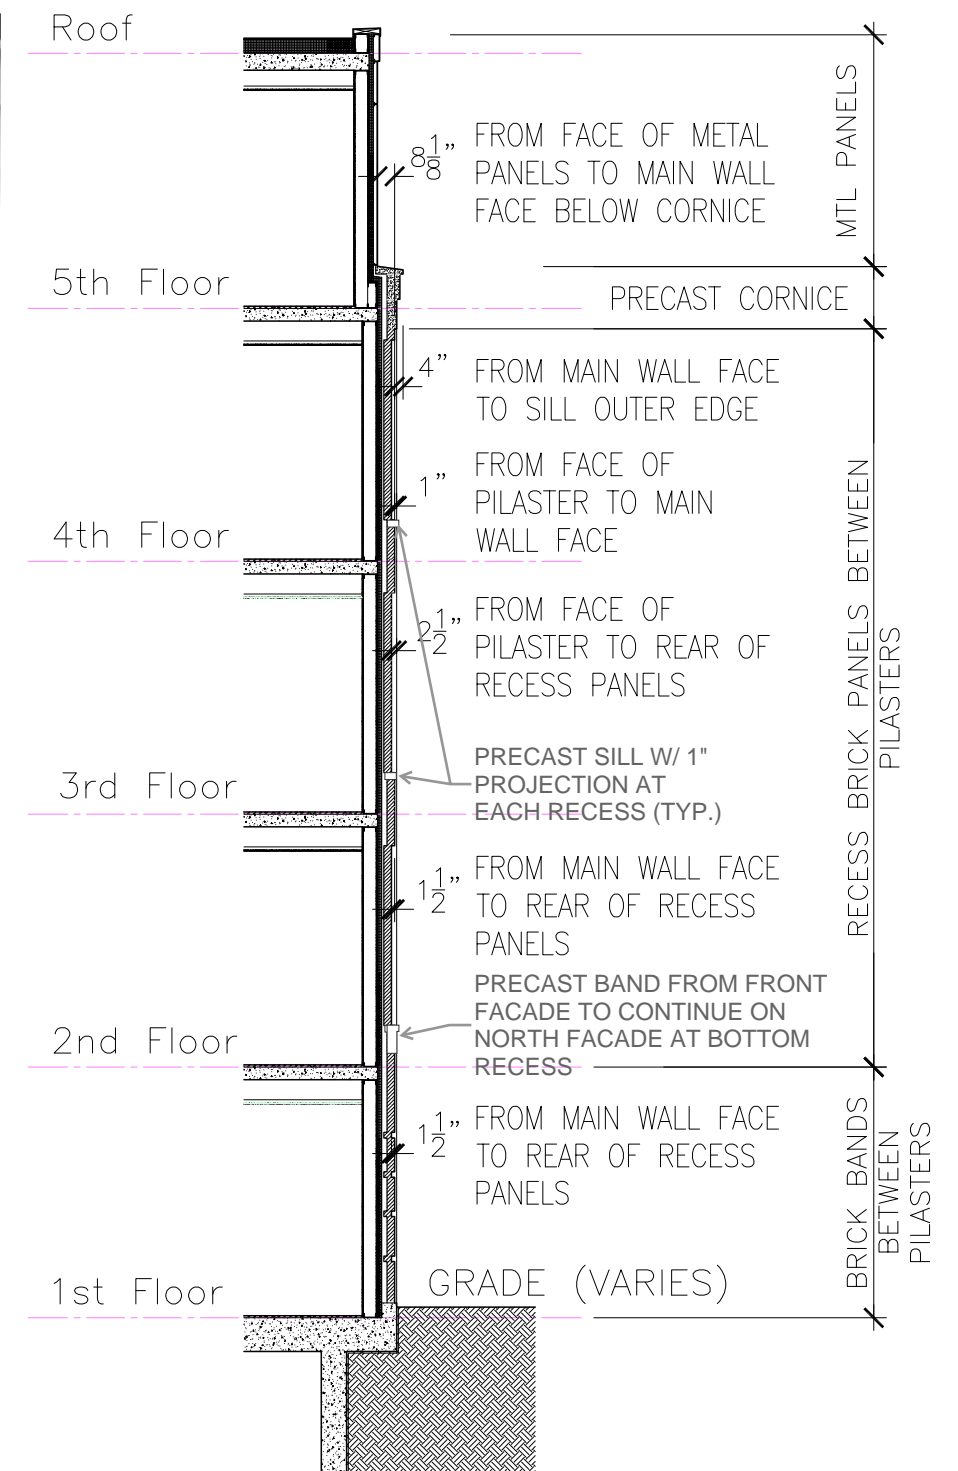 Roof
MTL PANELS
8 1/8"
FROM FACE OF METAL
PANELS TO MAIN WALL
FACE BELOW CORNICE
5th Floor
PRECAST CORNICE
4"
FROM MAIN WALL FACE
TO SILL OUTER EDGE
1"
FROM FACE OF
PILASTER TO MAIN
WALL FACE
4th Floor
2 1/2"
FROM FACE OF
PILASTER TO REAR OF
RECESS PANELS
RECESS BRICK PANELS BETWEEN
PILASTERS
PRECAST SILL W/ 1"
PROJECTION AT
EACH RECESS (TYP.)
3rd Floor
1 1/2"
FROM MAIN WALL FACE
TO REAR OF RECESS
PANELS
PRECAST BAND FROM FRONT
FACADE TO CONTINUE ON
NORTH FACADE AT BOTTOM
RECESS
2nd Floor
1 1/2"
FROM MAIN WALL FACE
TO REAR OF RECESS
PANELS
BRICK BANDS
BETWEEN
PILASTERS
GRADE (VARIES)
1st Floor